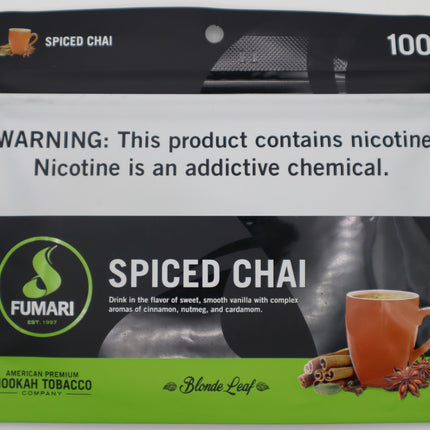 SPICED CHAI
100
WARNING: This product contains nicotine
Nicotine is an addictive chemical.
SPICED CHAI
Drink in the flavor of sweet, smooth vanilla with complex
aromas of cinnamon, nutmeg, and cardamom.
FUMARI
EST. 1997
AMERICAN PREMIUM
HOOKAH TOBACCO
COMPANY
Blonde Leaf